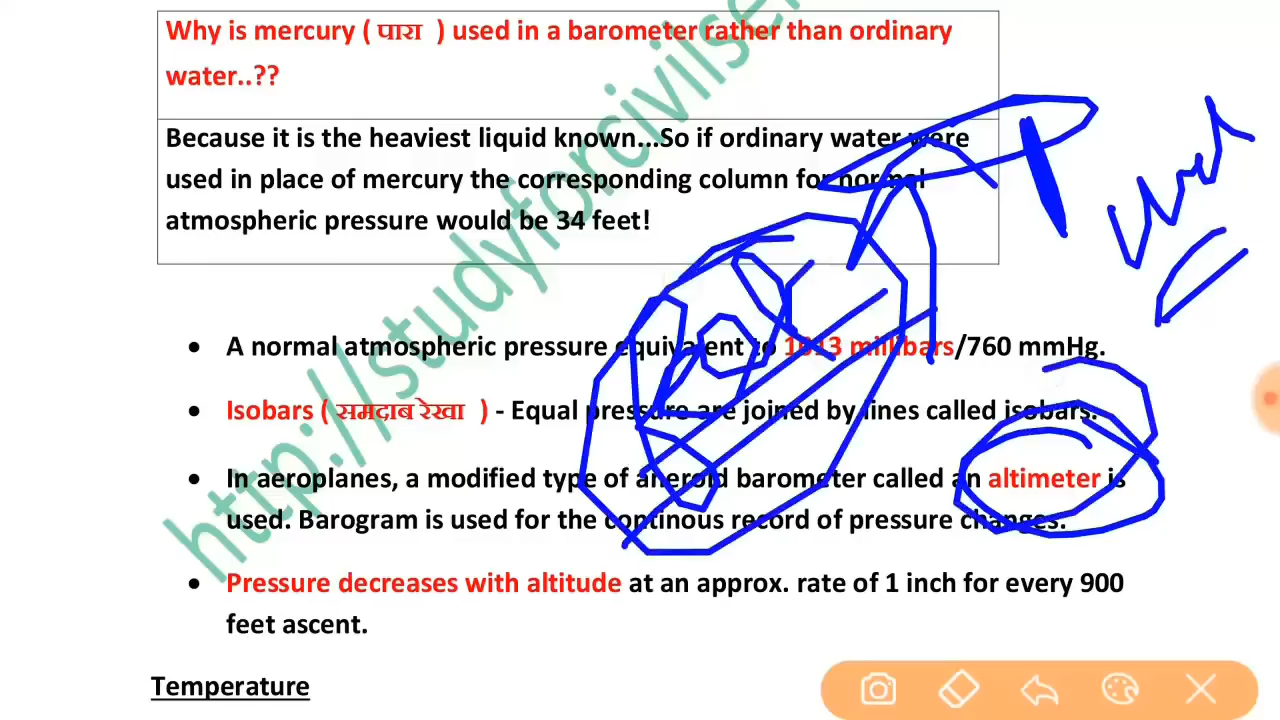 Why is mercury ( पारा ) used in a barometer rather than ordinary
water..??
Because it is the heaviest liquid known...So if ordinary water were
used in place of mercury the corresponding column for normal
atmospheric pressure would be 34 feet!
• A normal atmospheric pressure equivalent to 1013 millibars/760 mmHg.
• Isobars ( समदाब रेखा ) - Equal pressure are joined by lines called isobars.
• In aeroplanes, a modified type of aneroid barometer called an altimeter is
used. Barogram is used for the continous record of pressure changes.
• Pressure decreases with altitude at an approx. rate of 1 inch for every 900
feet ascent.
Temperature
http://studyforcivilser